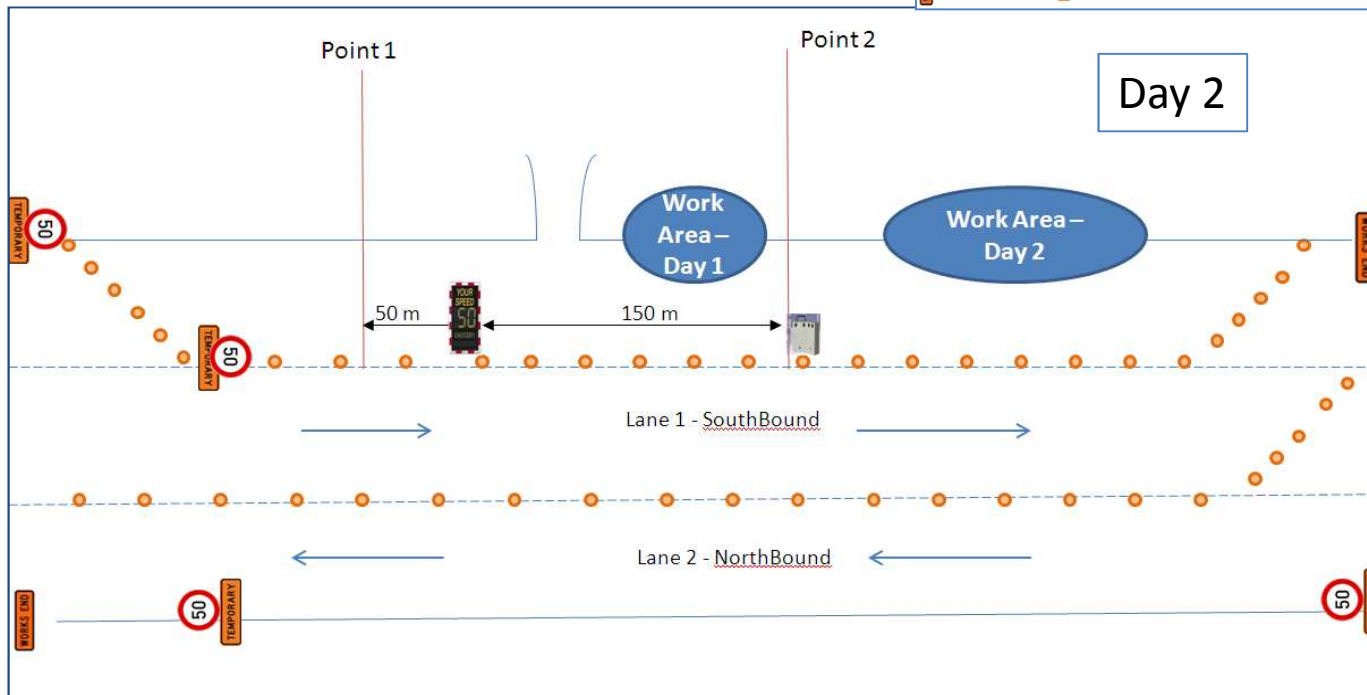 Point 1
Point 2
Day 2
TEMPORARY
50
Work
Area –
Day 1
Work Area –
Day 2
WORKS END
YOUR
SPEED
50
50 m
150 m
TEMPORARY
50
Lane 1 - SouthBound
Lane 2 - NorthBound
WORKS END
50
TEMPORARY
50